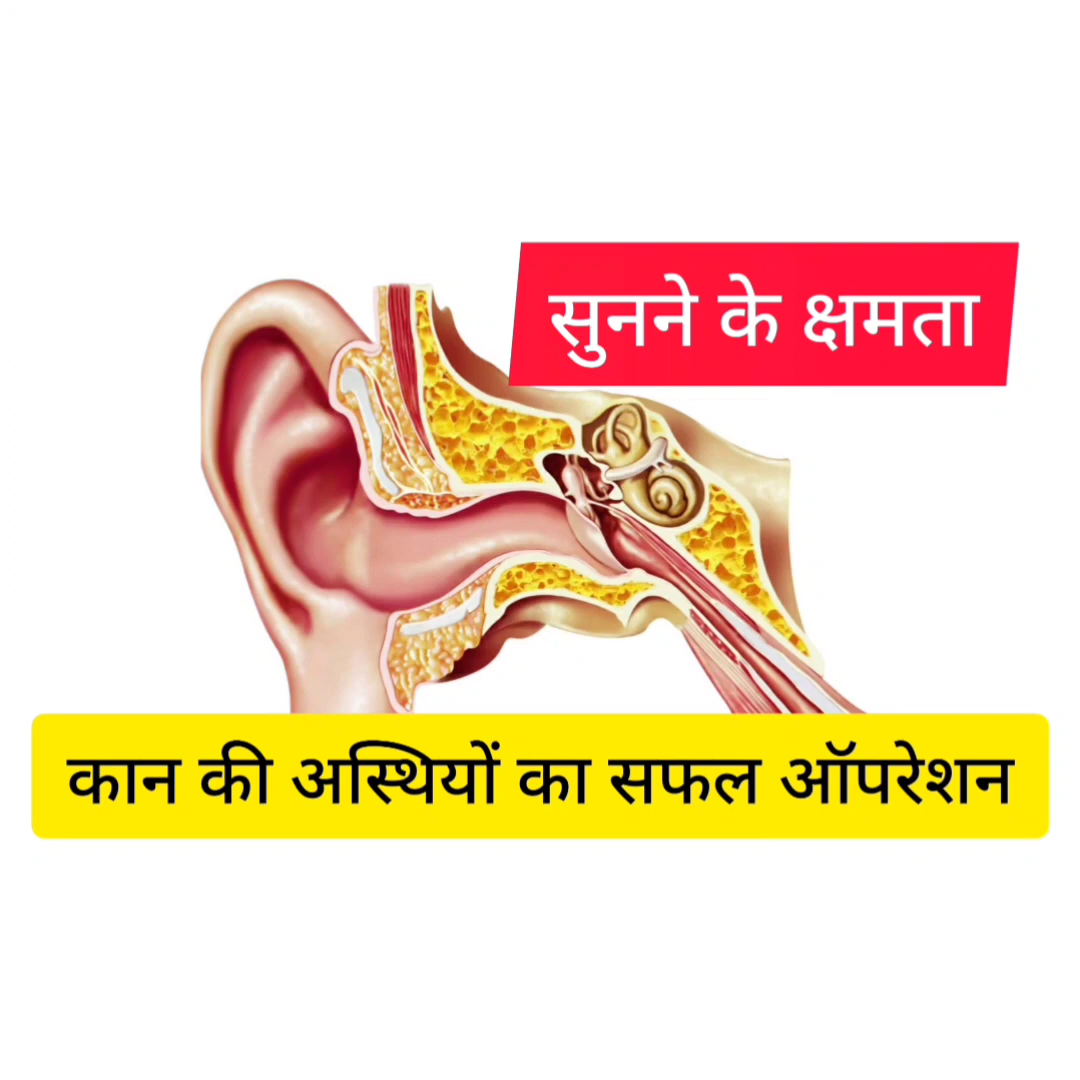 सुनने के क्षमता
कान की अस्थियों का सफल ऑपरेशन